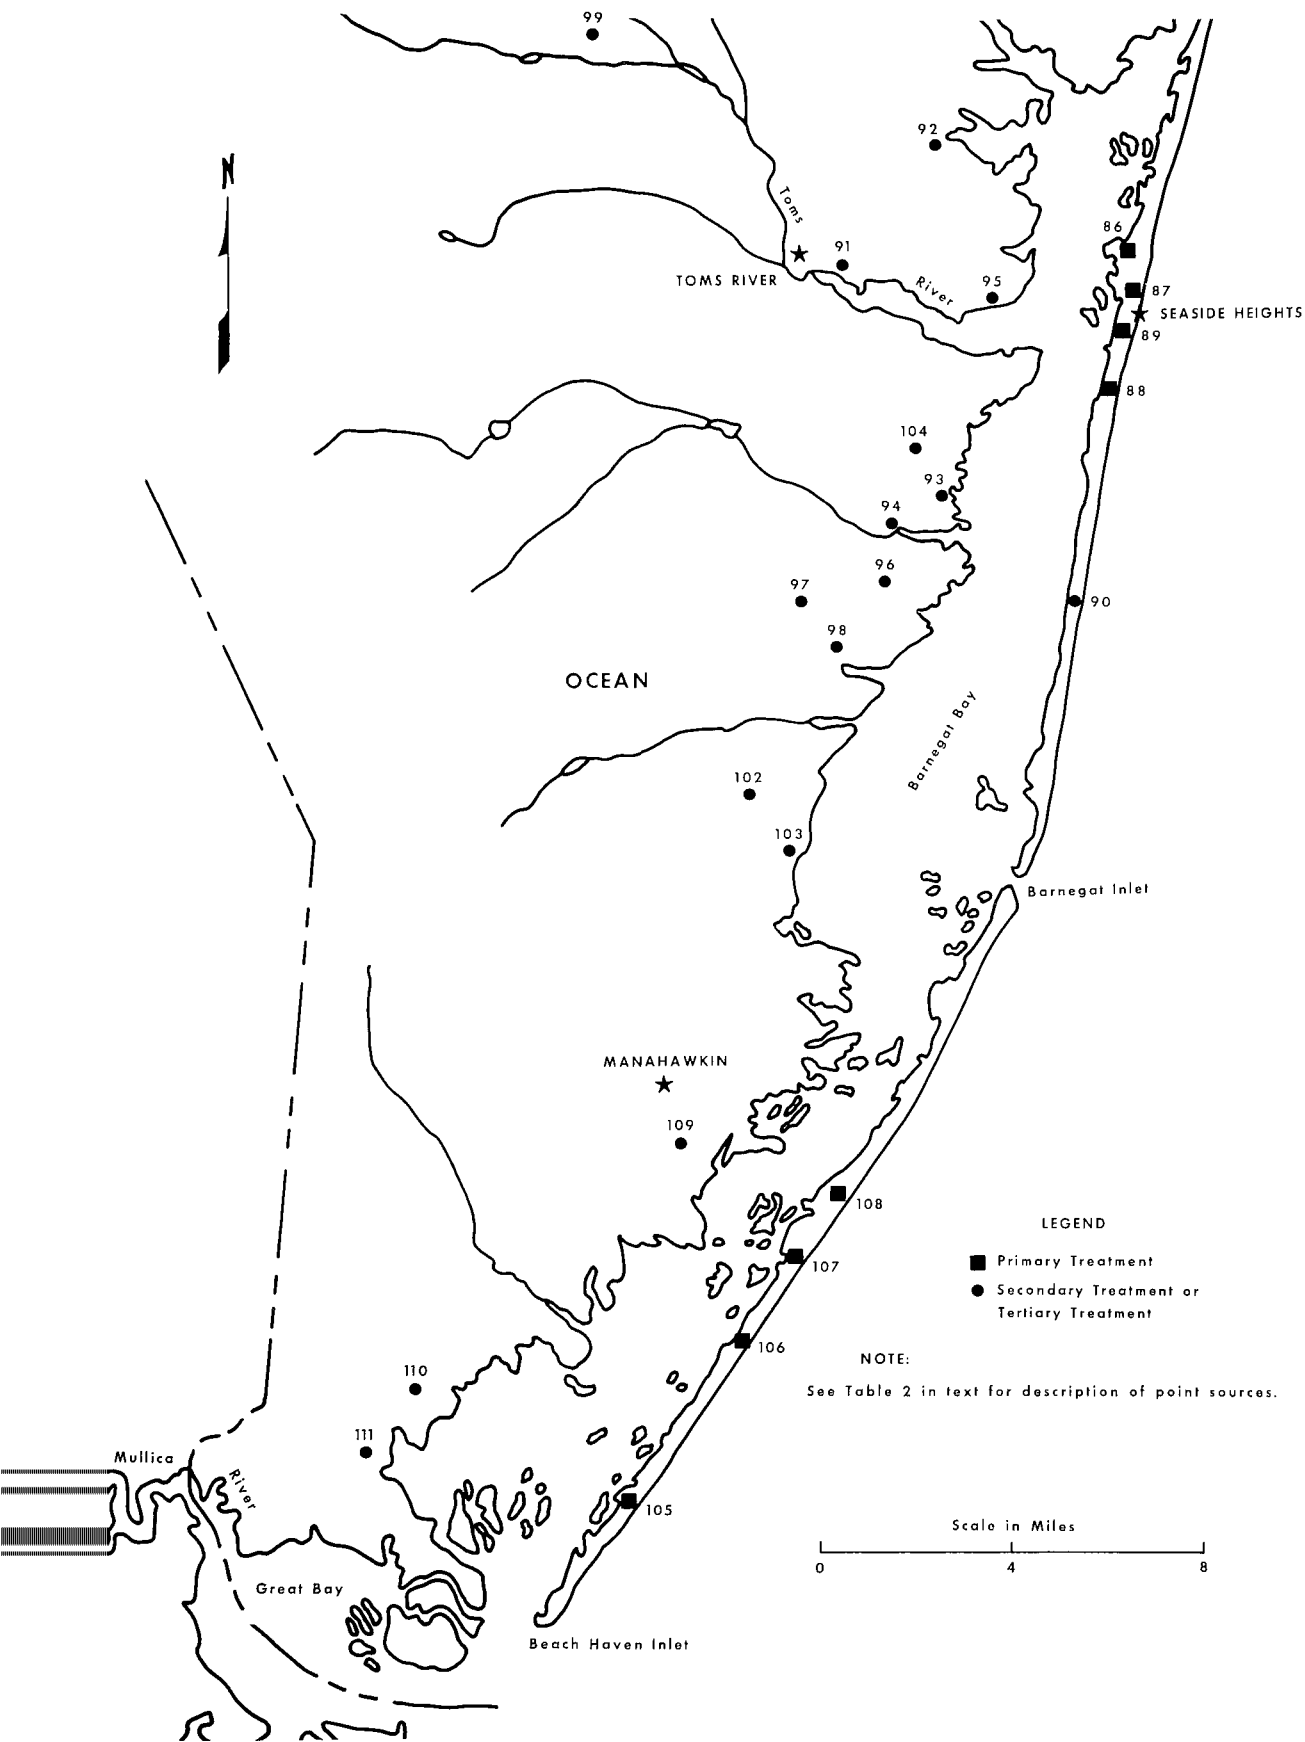 99
92
N
Toms
86
91
TOMS RIVER
River
95
87
SEASIDE HEIGHTS
89
88
104
93
94
96
97
90
98
OCEAN
Barnegat Bay
102
103
Barnegat Inlet
MANAHAWKIN
109
108
LEGEND
Primary Treatment
107
Secondary Treatment or
Tertiary Treatment
106
NOTE:
110
See Table 2 in text for description of point sources.
111
Mullica
River
105
Scale in Miles
0 4 8
Great Bay
Beach Haven Inlet